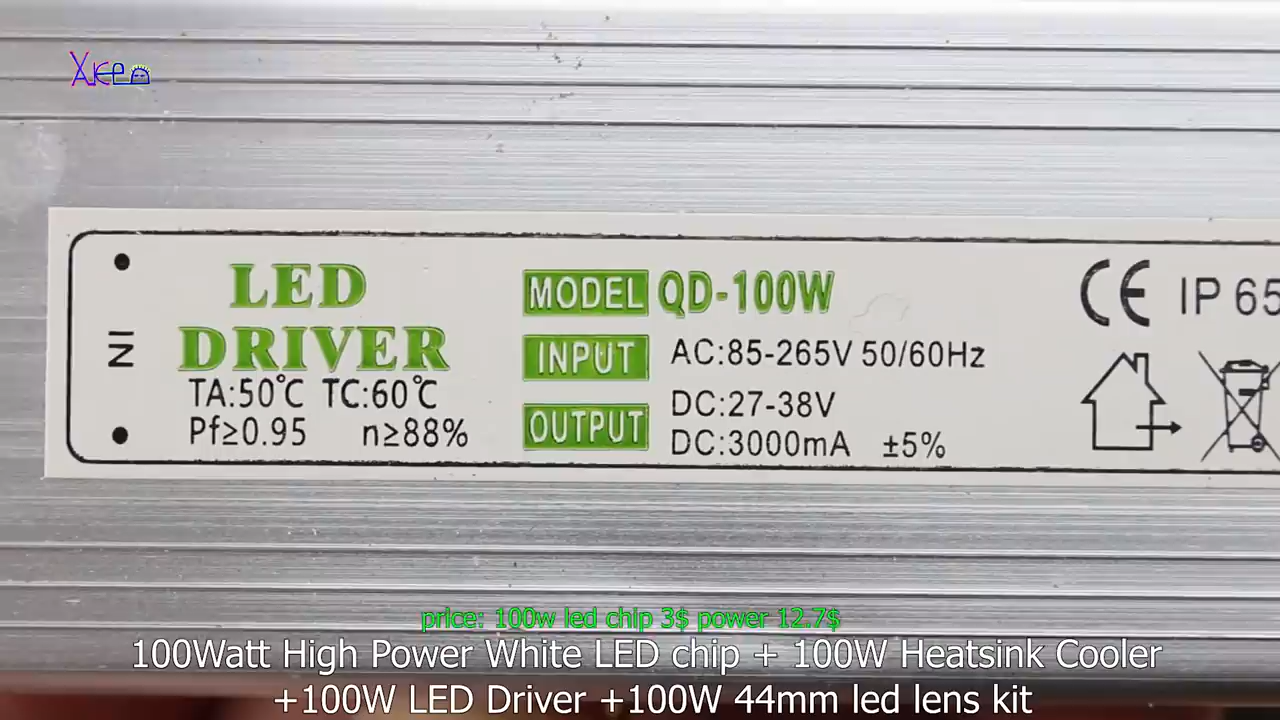 Xkep
LED
DRIVER
TA:50℃ TC:60℃
Pf≥0.95 n≥88%
IN
MODEL QD-100W
INPUT AC:85-265V 50/60Hz
OUTPUT DC:27-38V
DC:3000mA ±5%
CE IP 65
price: 100w led chip 3$ power 12.7$
100Watt High Power White LED chip + 100W Heatsink Cooler
+100W LED Driver +100W 44mm led lens kit